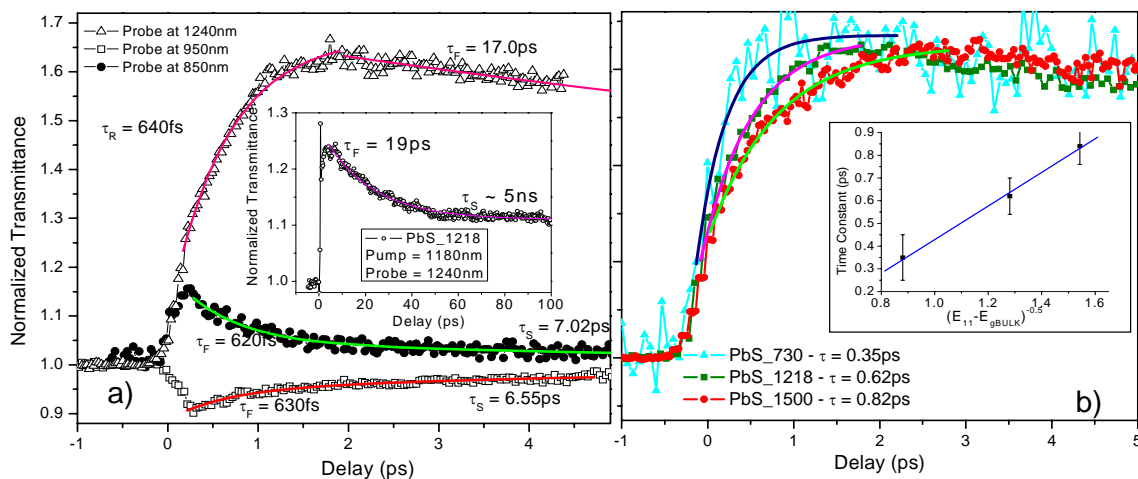 1.7
1.6
1.5
1.4
1.3
1.2
1.1
1.0
0.9
Normalized Transmittance
Probe at 1240nm
Probe at 950nm
Probe at 850nm
τF = 17.0ps
τR = 640fs
1.3
1.2
1.1
1.0
Normalized Transmittance
τF = 19ps
τS ~ 5ns
PbS_1218
Pump = 1180nm
Probe = 1240nm
0 20 40 60 80 100
Delay (ps)
τS = 7.02ps
τF = 620fs
a)
τF = 630fs
τS = 6.55ps
-1 0 1 2 3 4
Delay (ps)
0.9
0.8
0.7
0.6
0.5
0.4
0.3
0.2
Time Constant (ps)
0.8 1.0 1.2 1.4 1.6
(E11-EgBULK)-0.5
PbS_730 - τ = 0.35ps
PbS_1218 - τ = 0.62ps
PbS_1500 - τ = 0.82ps
b)
-1 0 1 2 3 4 5
Delay (ps)